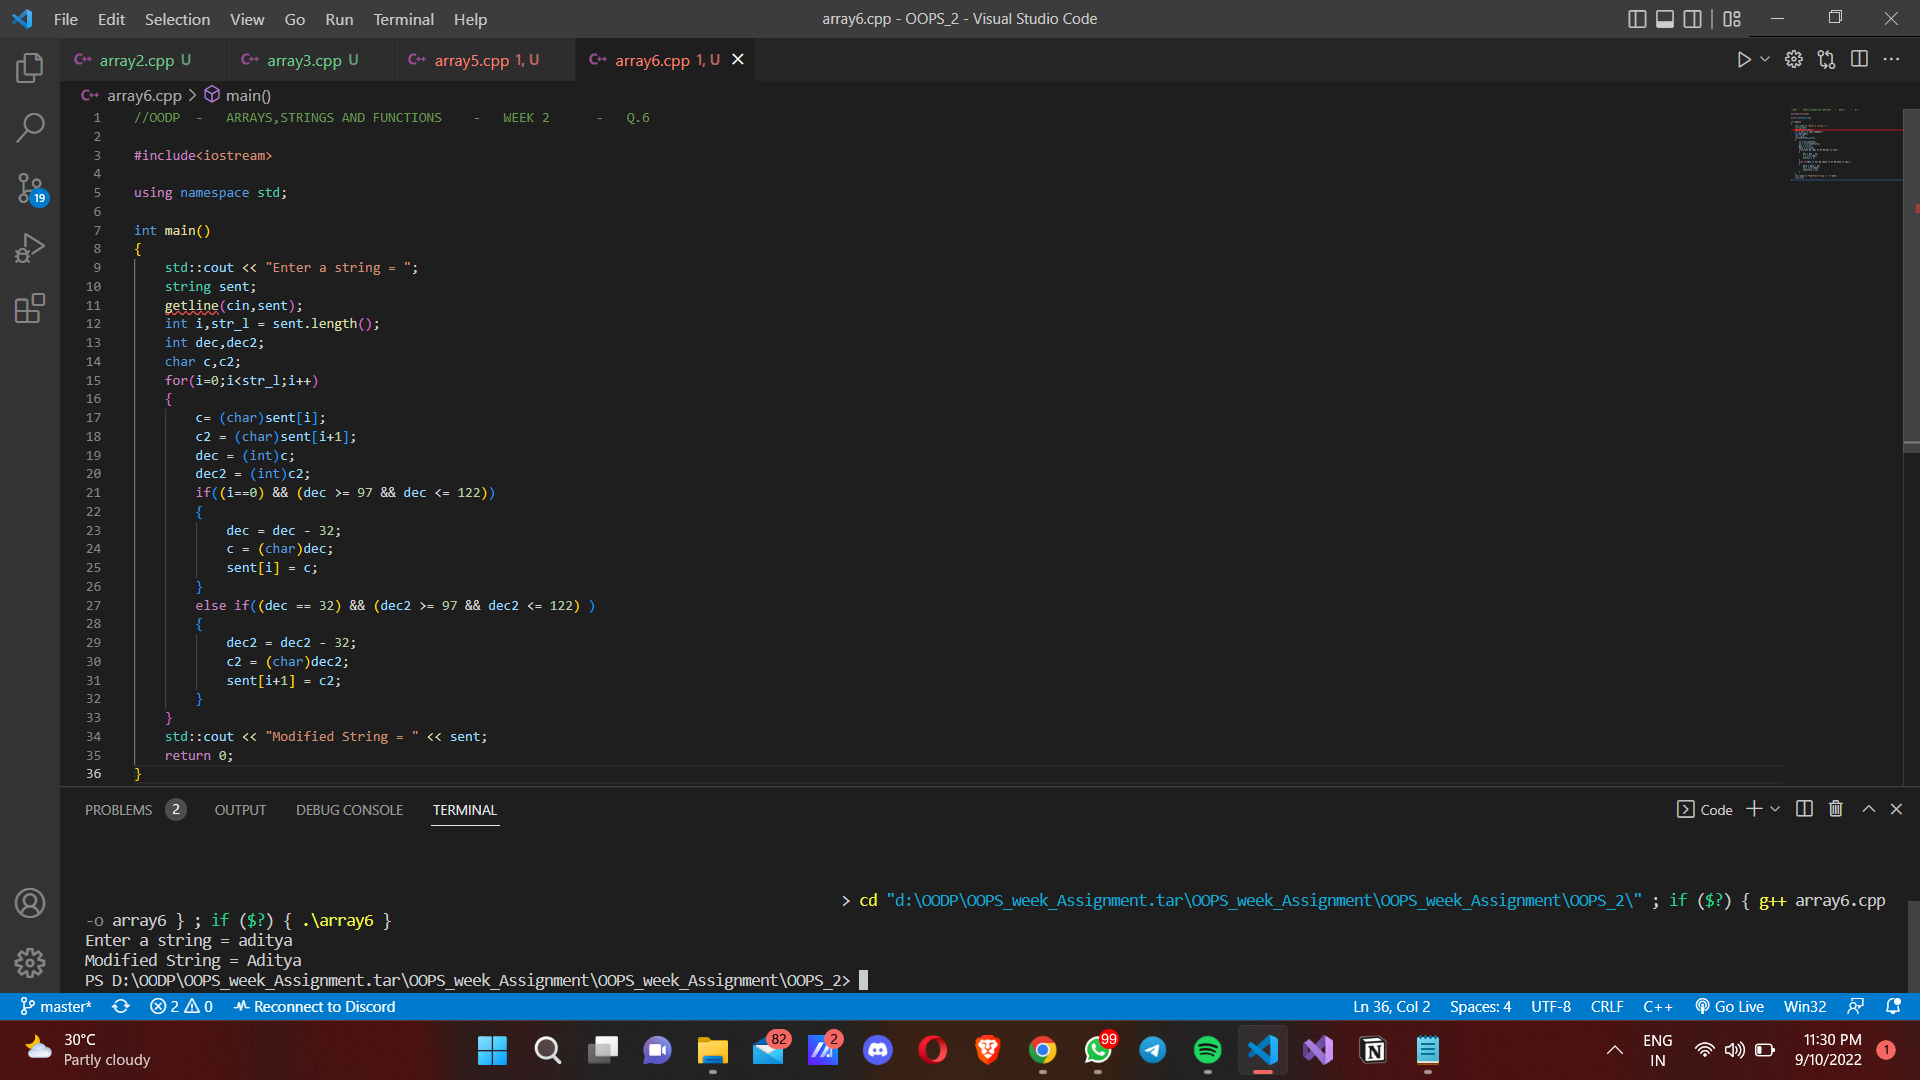 File Edit Selection View Go Run Terminal Help
array6.cpp - OOPS_2 - Visual Studio Code
C++ array2.cpp U C++ array3.cpp U C++ array5.cpp 1, U C++ array6.cpp 1, U
C++ array6.cpp > main()
1 //OODP - ARRAYS,STRINGS AND FUNCTIONS - WEEK 2 - Q.6
2
3 #include<iostream>
4
5 using namespace std;
6
7 int main()
8 {
9 std::cout << "Enter a string = ";
10 string sent;
11 getline(cin,sent);
12 int i,str_l = sent.length();
13 int dec,dec2;
14 char c,c2;
15 for(i=0;i<str_l;i++)
16 {
17 c= (char)sent[i];
18 c2 = (char)sent[i+1];
19 dec = (int)c;
20 dec2 = (int)c2;
21 if((i==0) && (dec >= 97 && dec <= 122))
22 {
23 dec = dec - 32;
24 c = (char)dec;
25 sent[i] = c;
26 }
27 else if((dec == 32) && (dec2 >= 97 && dec2 <= 122) )
28 {
29 dec2 = dec2 - 32;
30 c2 = (char)dec2;
31 sent[i+1] = c2;
32 }
33 }
34 std::cout << "Modified String = " << sent;
35 return 0;
36 }
19
PROBLEMS 2 OUTPUT DEBUG CONSOLE TERMINAL
Code
> cd "d:\OODP\OOPS_week_Assignment.tar\OOPS_week_Assignment\OOPS_week_Assignment\OOPS_2\" ; if ($?) { g++ array6.cpp
-o array6 } ; if ($?) { .\array6 }
Enter a string = aditya
Modified String = Aditya
PS D:\OODP\OOPS_week_Assignment.tar\OOPS_week_Assignment\OOPS_week_Assignment\OOPS_2>
master* 2 0 Reconnect to Discord
Ln 36, Col 2 Spaces: 4 UTF-8 CRLF C++ Go Live Win32
30°C
Partly cloudy
82 2 99
ENG
IN
11:30 PM
9/10/2022
1